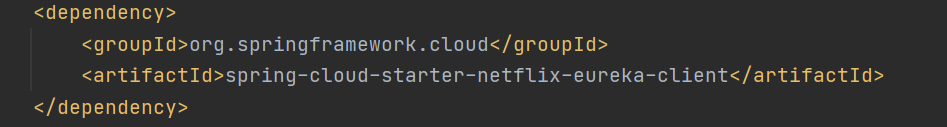 <dependency>
<groupId>org.springframework.cloud</groupId>
<artifactId>spring-cloud-starter-netflix-eureka-client</artifactId>
</dependency>